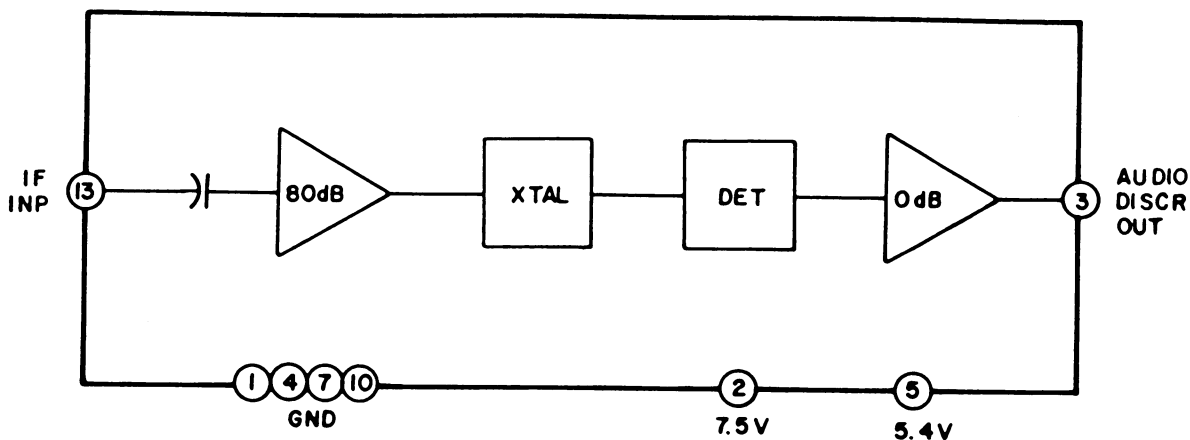 IF
INP
13
80dB
XTAL
DET
0dB
3
AUDIO
DISCR
OUT
1 4 7 10
GND
2
7.5V
5
5.4V